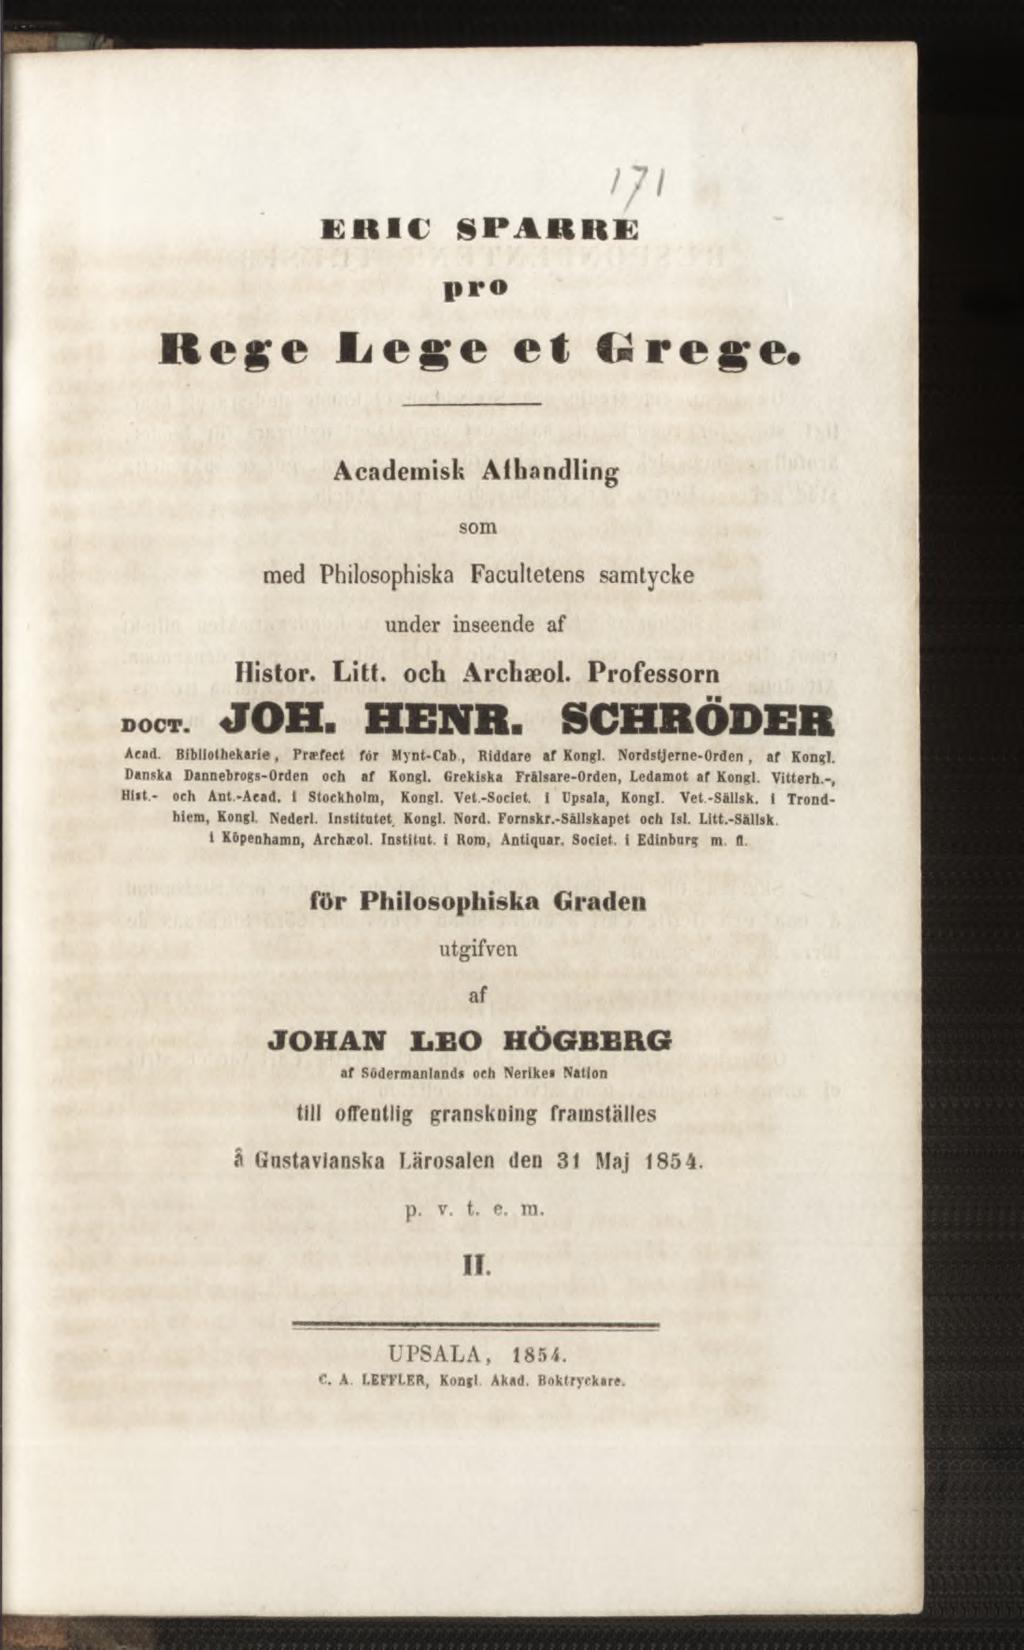 171
ERIC SPARRE
pro
Rege Lege et Grege.
Academisk Afhandling
som
med Philosophiska Facultetens samtycke
under inseende af
Histor. Litt. och Archæol. Professorn
DOCT. JOH. HENR. SCHRÖDER
Acad. Bibliothekarie, Præfect för Mynt-Cab., Riddare af Kongl. Nordstjerne-Orden, af Kongl.
Danska Dannebrogs-Orden och af Kongl. Grekiska Frälsare-Orden, Ledamot af Kongl. Vitterh.-,
Hist.- och Ant.-Acad. i Stockholm, Kongl. Vet.-Societ. i Upsala, Kongl. Vet.-Sällsk. i Trond-
hiem, Kongl. Nederl. Institutet, Kongl. Nord. Fornskr.-Sällskapet och Isl. Litt.-Sällsk.
i Köpenhamn, Archæol. Institut. i Rom, Antiquar. Societ. i Edinburg m. fl.
för Philosophiska Graden
utgifven
af
JOHAN LEO HÖGBERG
af Södermanlands och Nerikes Nation
till offentlig granskning framställes
å Gustavianska Lärosalen den 31 Maj 1854.
p. v. t. e. m.
II.
UPSALA, 1854.
C. A. LEFFLER, Kongl. Akad. Boktryckare.